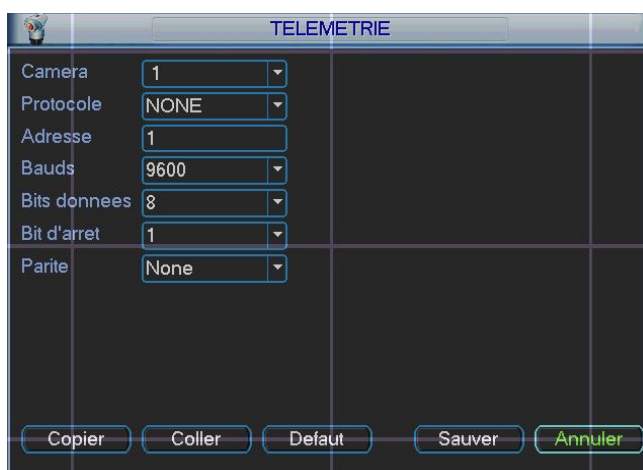 TELEMETRIE
Camera 1
Protocole NONE
Adresse 1
Bauds 9600
Bits donnees 8
Bit d'arret 1
Parite None
Copier Coller Defaut Sauver Annuler